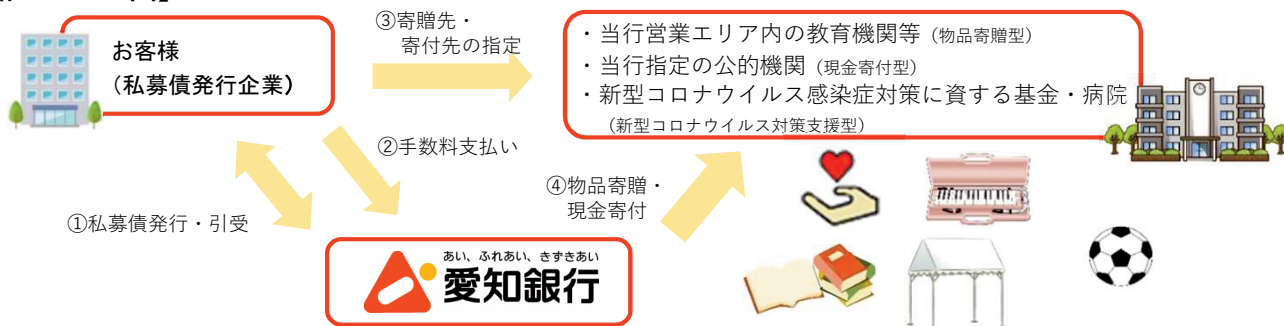 ③寄贈先・
寄付先の指定
お客様
（私募債発行企業）
・当行営業エリア内の教育機関等（物品寄贈型）
・当行指定の公的機関（現金寄付型）
・新型コロナウイルス感染症対策に資する基金・病院
（新型コロナウイルス対策支援型）
②手数料支払い
④物品寄贈・
現金寄付
①私募債発行・引受
あい、ふれあい、きずきあい
愛知銀行